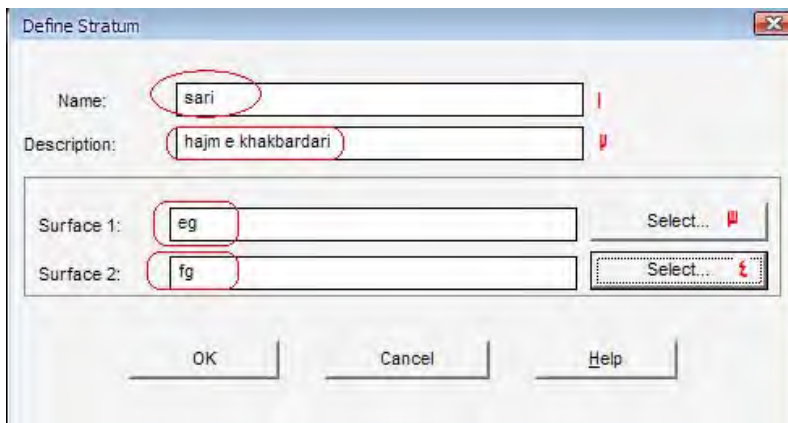 Define Stratum
Name: sari ۱
Description: hajm e khakbardari ۲
Surface 1: eg Select... ۳
Surface 2: fg Select... ٤
OK Cancel Help